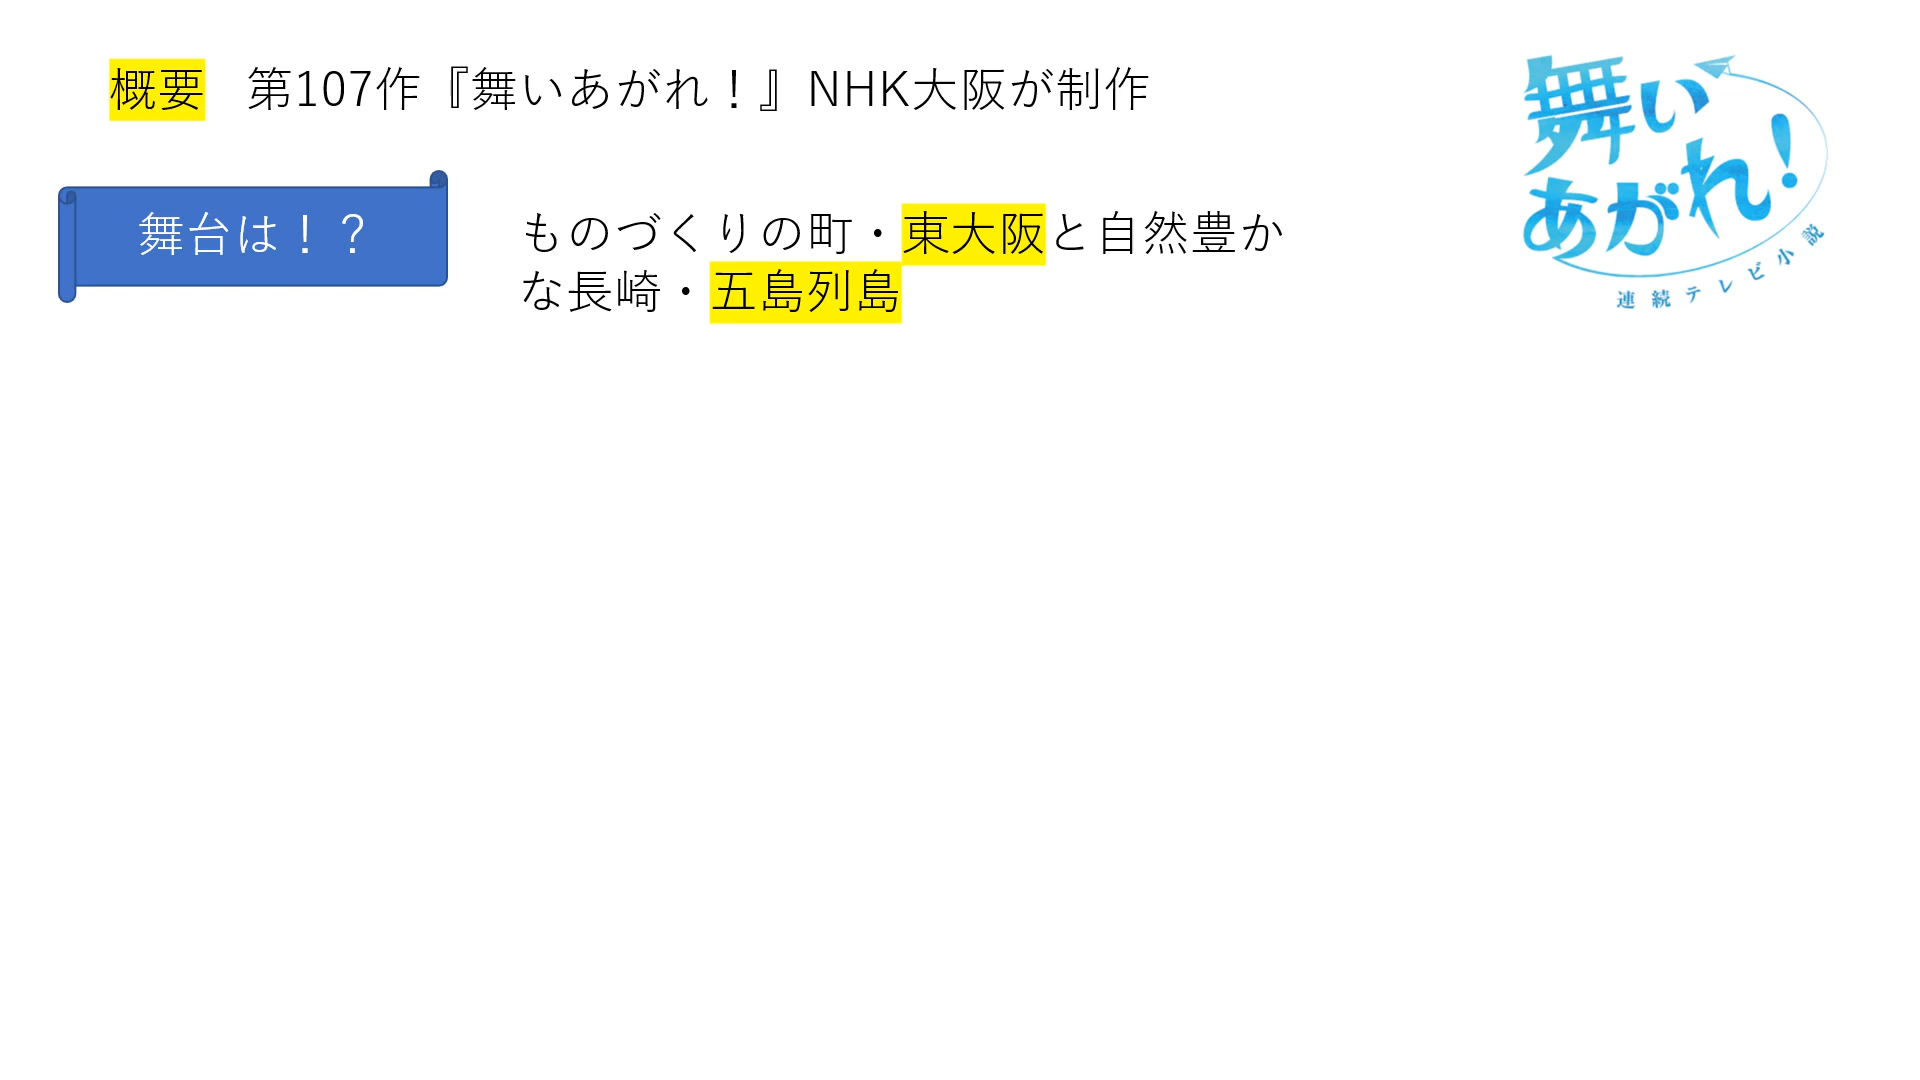 概要 第107作『舞いあがれ！』NHK大阪が制作
舞台は！？
ものづくりの町・東大阪と自然豊か
な長崎・五島列島
舞い
あがれ！
連続テレビ小説